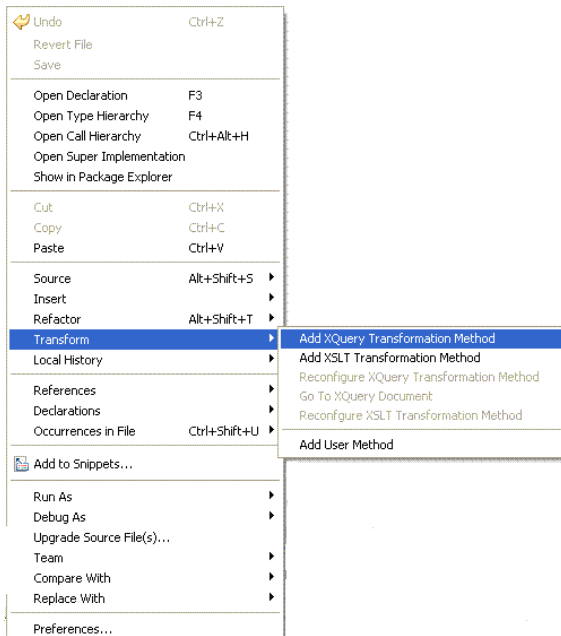 Undo Ctrl+Z
Revert File
Save
Open Declaration F3
Open Type Hierarchy F4
Open Call Hierarchy Ctrl+Alt+H
Open Super Implementation
Show in Package Explorer
Cut Ctrl+X
Copy Ctrl+C
Paste Ctrl+V
Source Alt+Shift+S
Insert
Refactor Alt+Shift+T
Transform
Local History
References
Declarations
Occurrences in File Ctrl+Shift+U
Add to Snippets...
Run As
Debug As
Upgrade Source File(s)...
Team
Compare With
Replace With
Preferences...
Add XQuery Transformation Method
Add XSLT Transformation Method
Reconfigure XQuery Transformation Method
Go To XQuery Document
Reconfgure XSLT Transformation Method
Add User Method